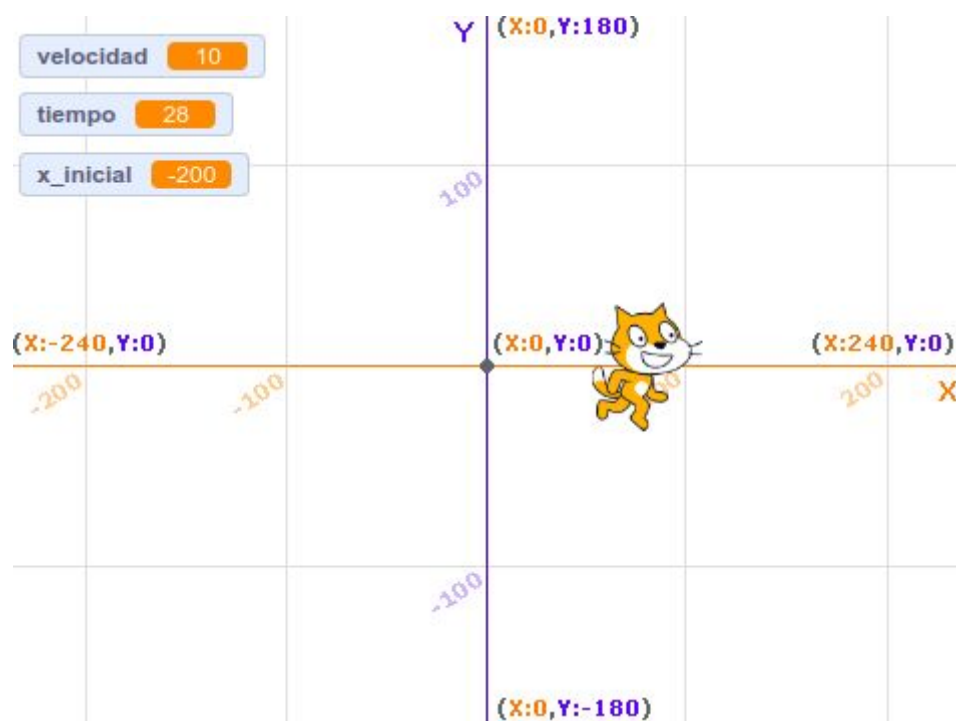 velocidad 10
tiempo 28
x_inicial -200
Y
(X:0,Y:180)
100
(X:-240,Y:0)
(X:0,Y:0)
(X:240,Y:0)
-200
-100
200
X
-100
(X:0,Y:-180)